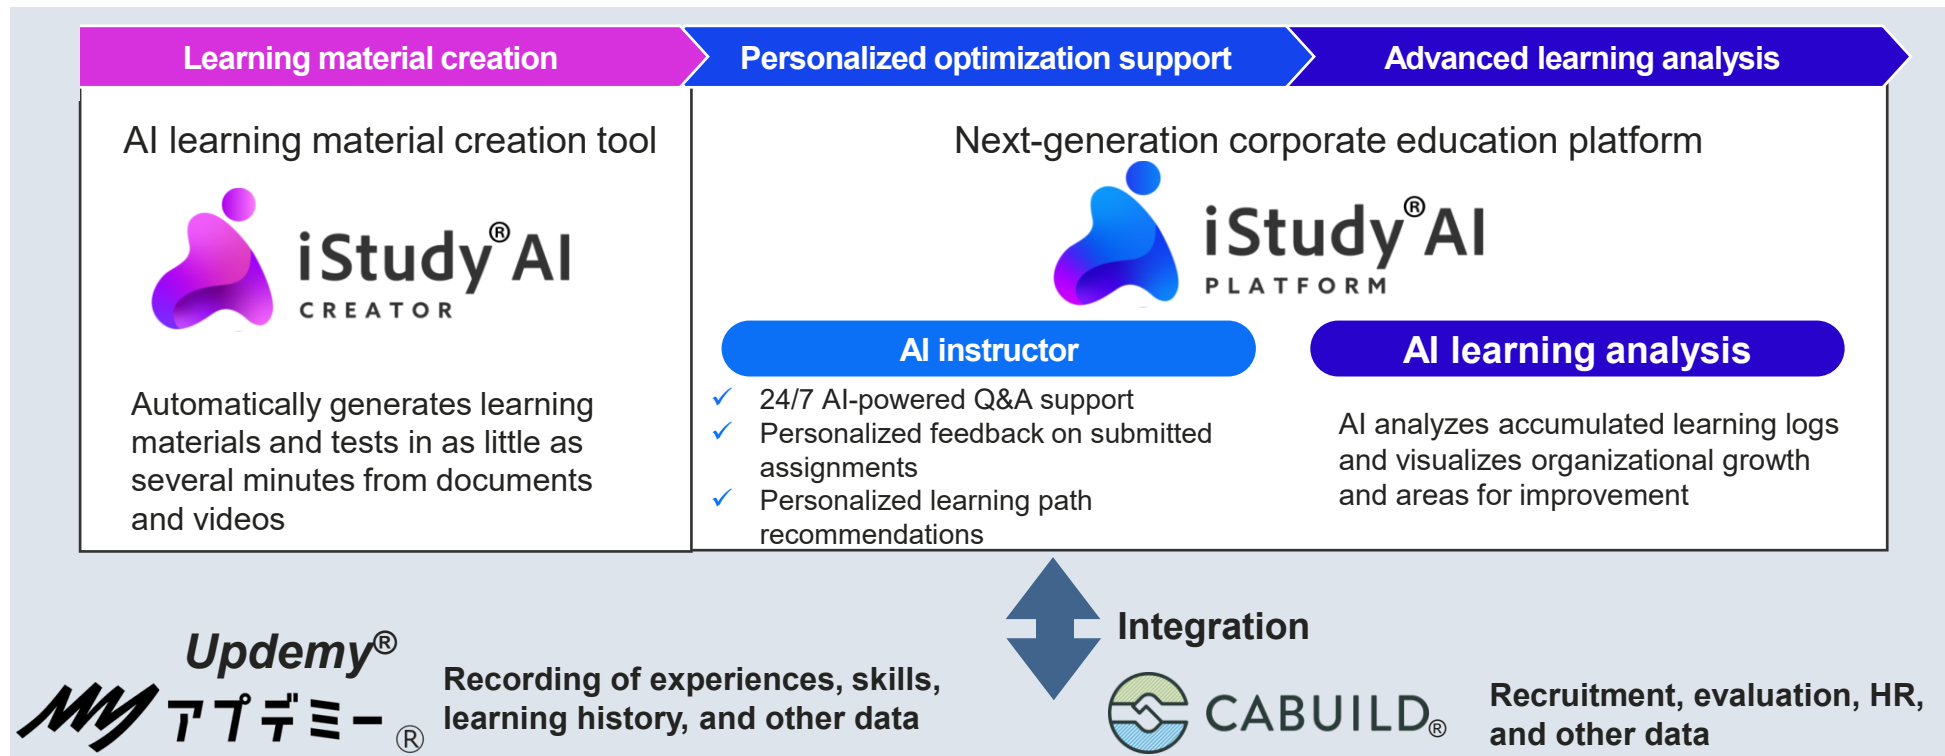 Learning material creation
Personalized optimization support
Advanced learning analysis
AI learning material creation tool
iStudy® AI
CREATOR
Automatically generates learning
materials and tests in as little as
several minutes from documents
and videos
Next-generation corporate education platform
iStudy® AI
PLATFORM
AI instructor
✓ 24/7 AI-powered Q&A support
✓ Personalized feedback on submitted
assignments
✓ Personalized learning path
recommendations
AI learning analysis
AI analyzes accumulated learning logs
and visualizes organizational growth
and areas for improvement
Integration
Updemy®
My アプデミー®
Recording of experiences, skills,
learning history, and other data
CABUILD®
Recruitment, evaluation, HR,
and other data